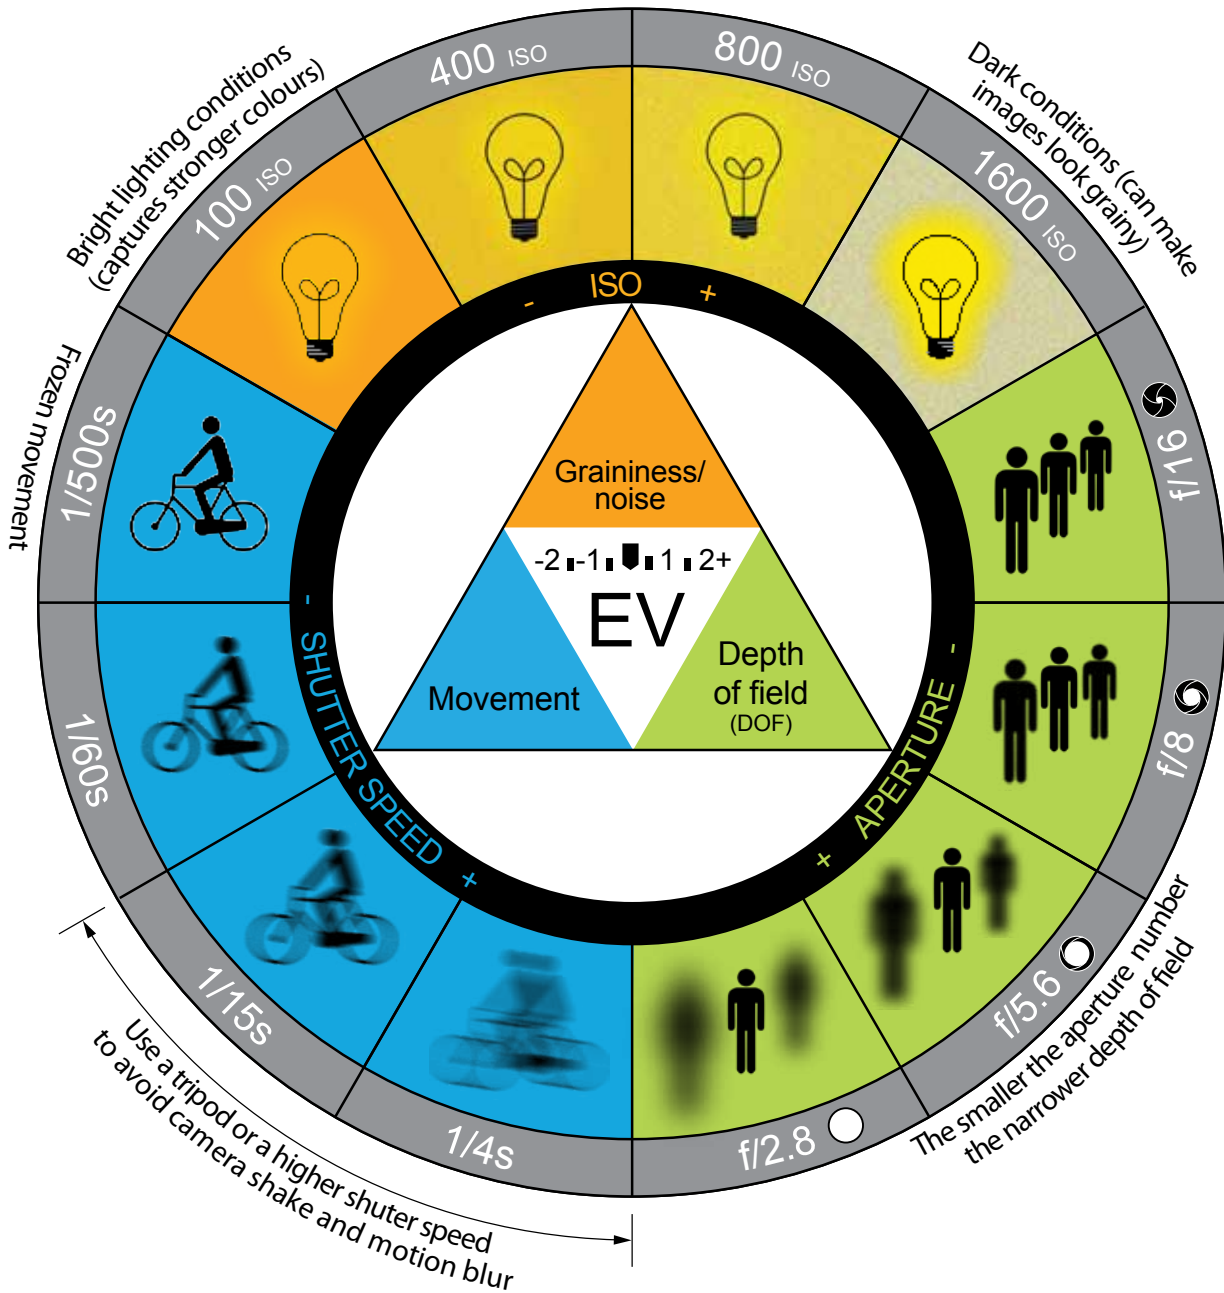 400 ISO
800 ISO
Bright lighting conditions
(captures stronger colours)
100 ISO
Dark conditions (can make
images look grainy)
1600 ISO
- ISO +
Frozen movement
1/500s
f/16
Graininess/
noise
-2 -1 1 2+
EV
Movement
Depth
of field
(DOF)
- SHUTTER SPEED +
+ APERTURE -
1/60s
f/8
1/15s
f/5.6
1/4s
f/2.8
The smaller the aperture number
the narrower depth of field
Use a tripod or a higher shuter speed
to avoid camera shake and motion blur